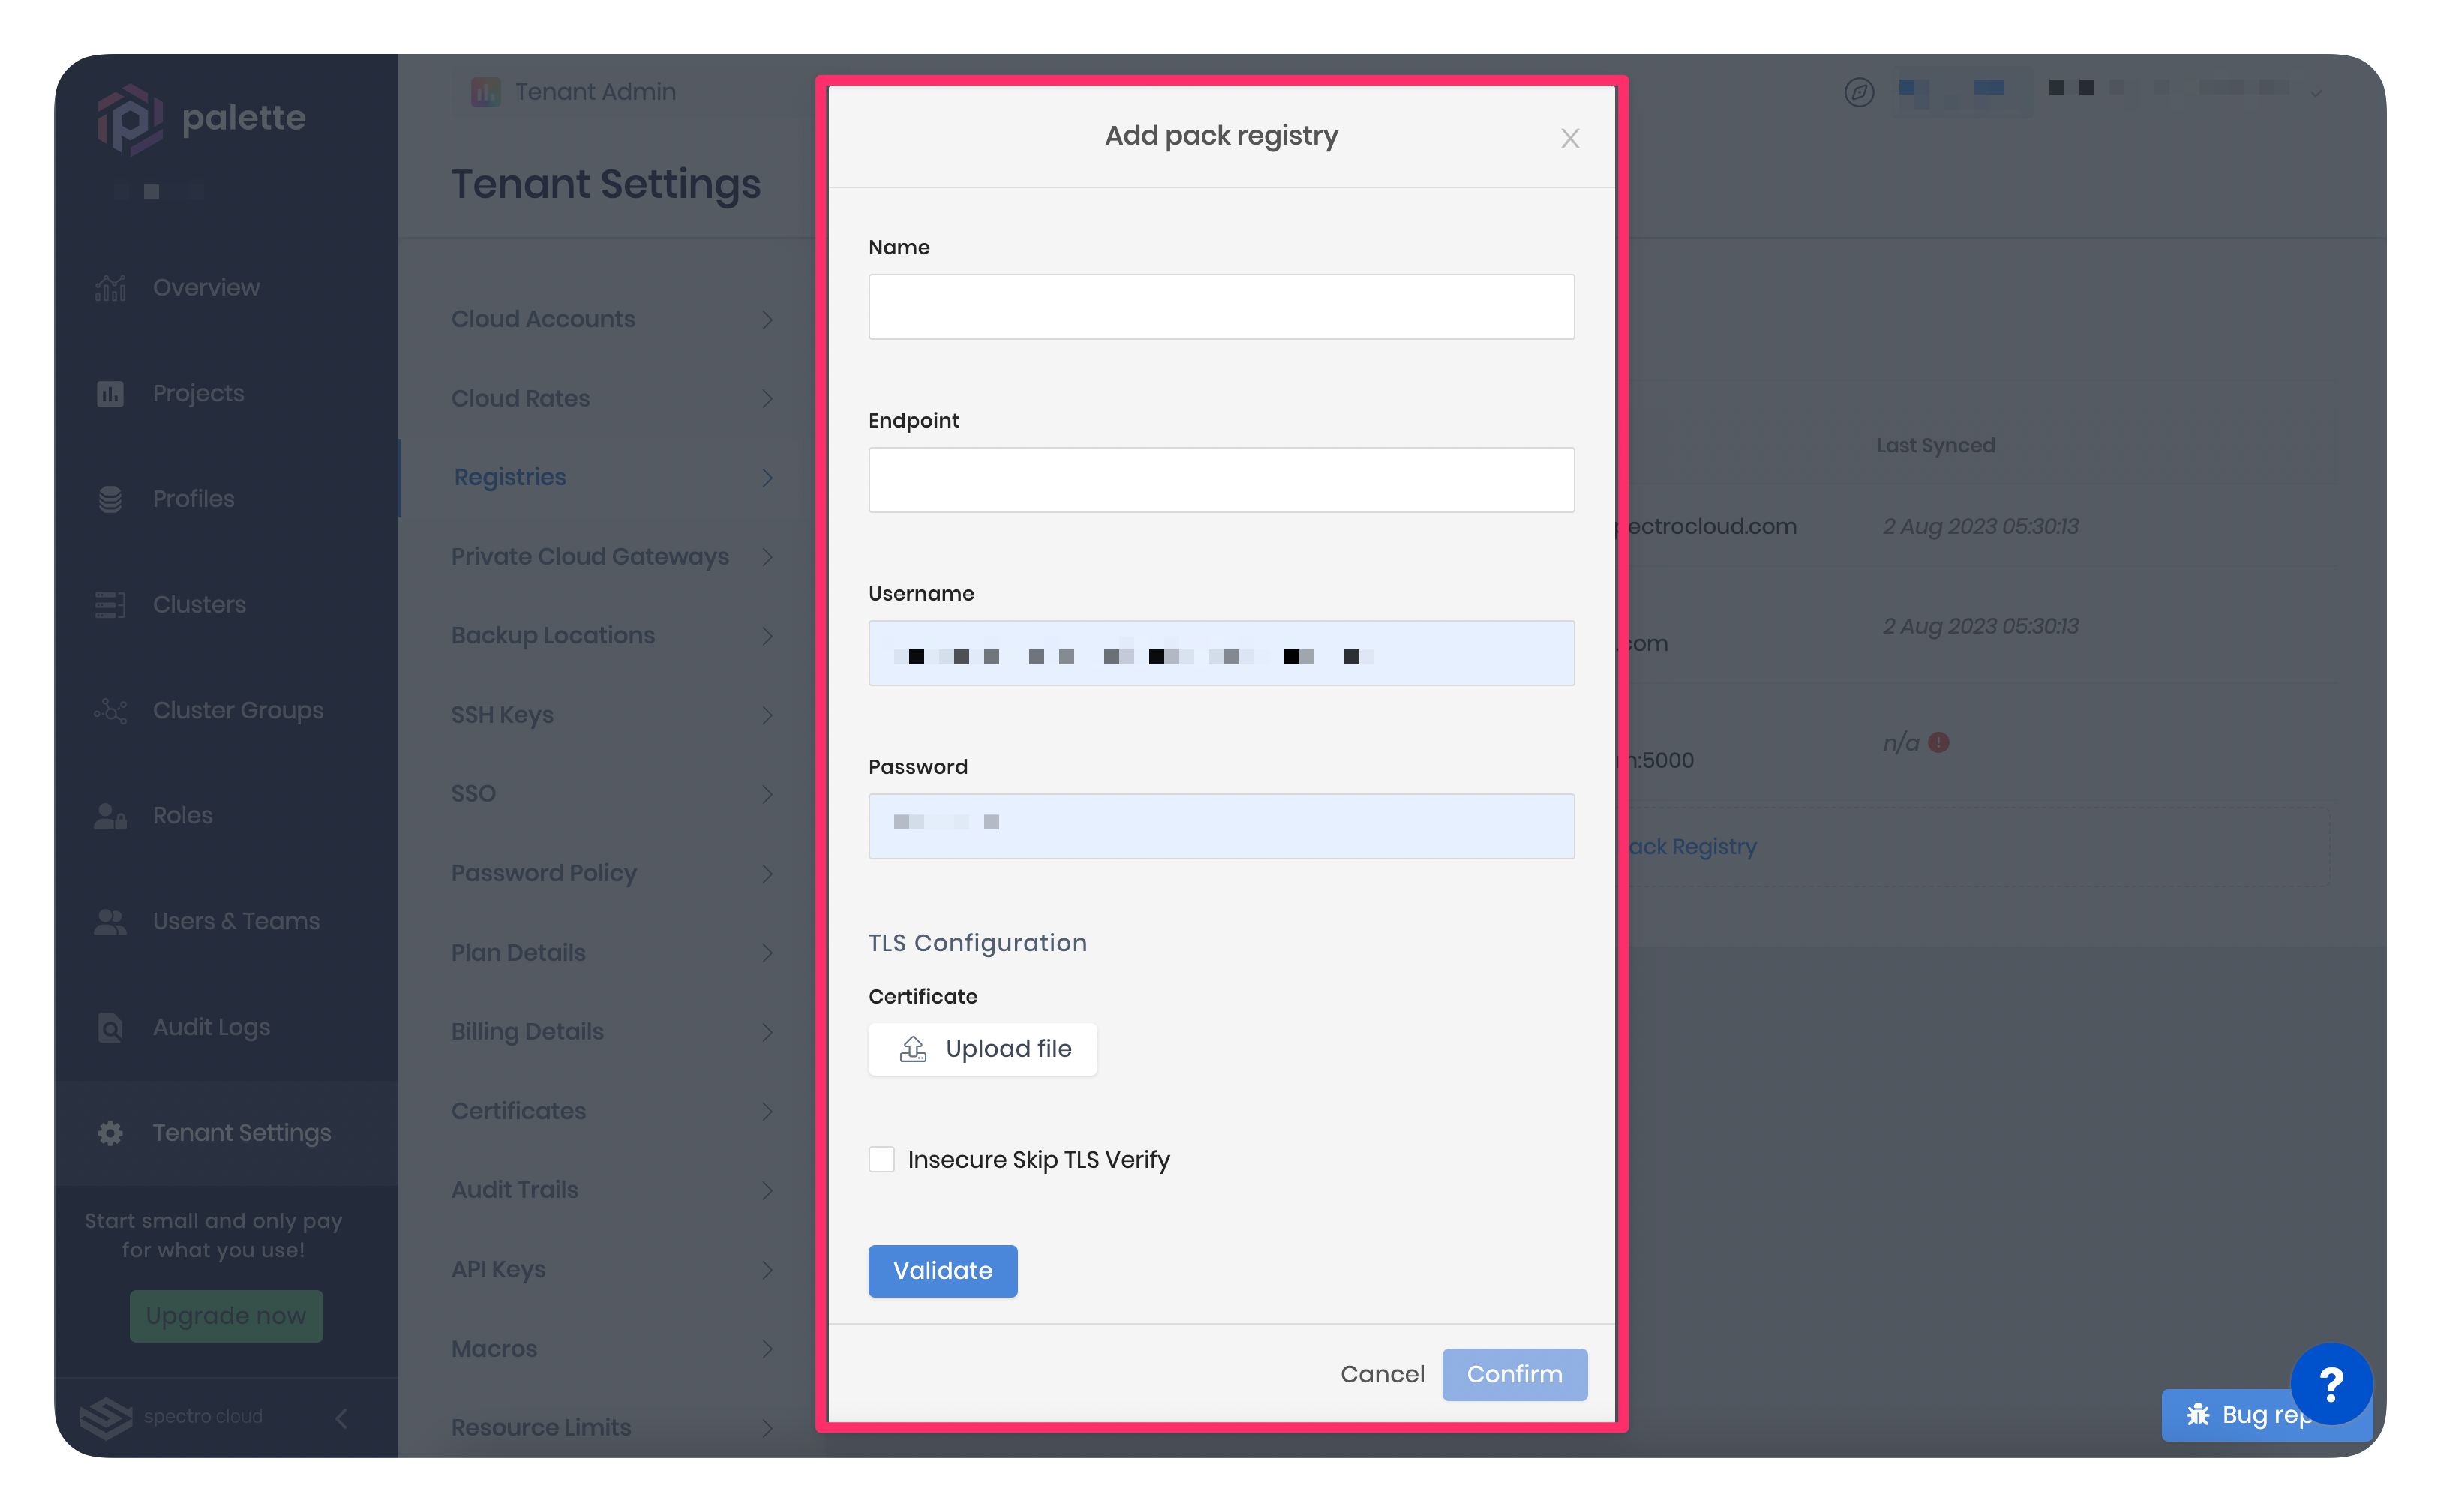 palette
Overview
Projects
Profiles
Clusters
Cluster Groups
Roles
Users & Teams
Audit Logs
Tenant Settings
Start small and only pay
for what you use!
Upgrade now
spectro cloud
Tenant Admin
Tenant Settings
Cloud Accounts
Cloud Rates
Registries
Private Cloud Gateways
Backup Locations
SSH Keys
SSO
Password Policy
Plan Details
Billing Details
Certificates
Audit Trails
API Keys
Macros
Resource Limits
Add pack registry
Name
Endpoint
Username
Password
TLS Configuration
Certificate
Upload file
Insecure Skip TLS Verify
Validate
Cancel
Confirm
Last Synced
ectrocloud.com 2 Aug 2023 05:30:13
.com 2 Aug 2023 05:30:13
:5000 n/a
ack Registry
Bug rep
?